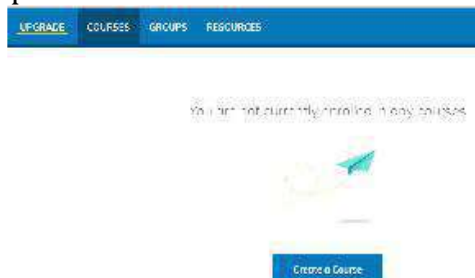 UPGRADE COURSES GROUPS RESOURCES
You are not currently enrolled in any courses
Create a Course